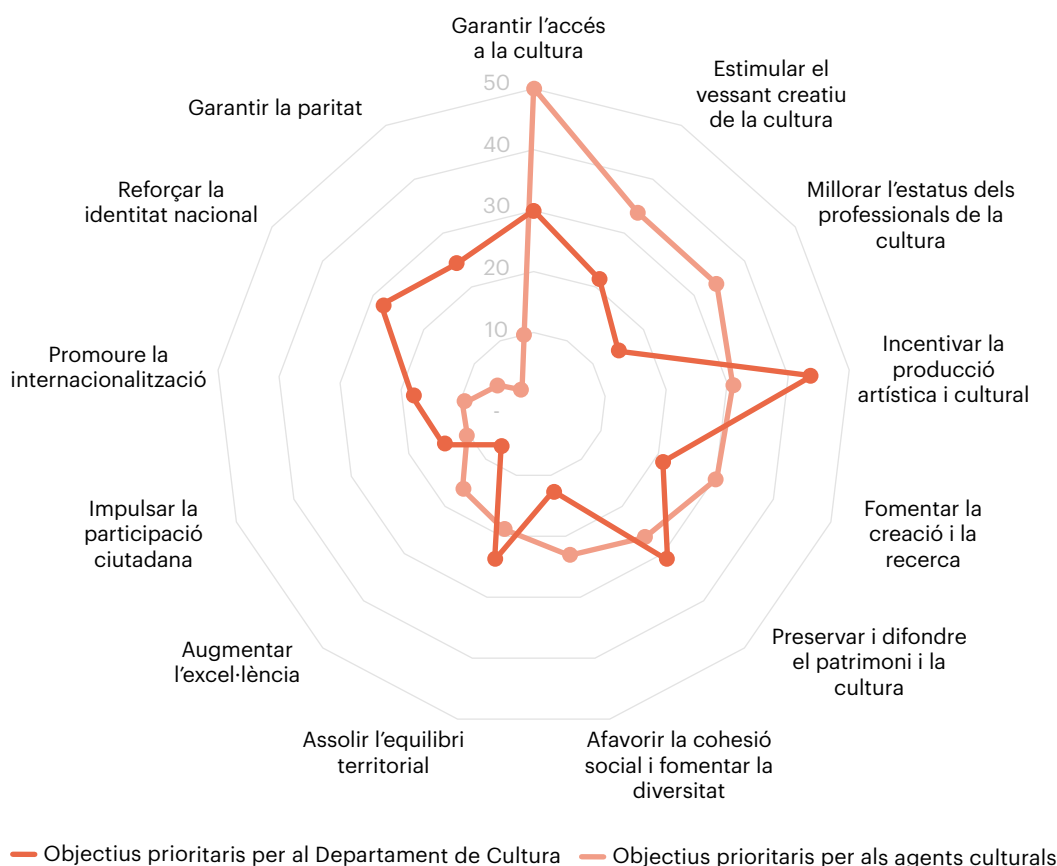 Garantir l’accés
a la cultura
Estimular el
vessant creatiu
de la cultura
Millorar l’estatus dels
professionals de la
cultura
Incentivar la
producció
artística i cultural
Fomentar la
creació i la
recerca
Preservar i difondre
el patrimoni i la
cultura
Afavorir la cohesió
social i fomentar la
diversitat
Assolir l’equilibri
territorial
Augmentar
l’excel·lència
Impulsar la
participació
ciutadana
Promoure la
internacionalització
Reforçar la
identitat nacional
Garantir la paritat
50
40
30
20
10
-
Objectius prioritaris per al Departament de Cultura
Objectius prioritaris per als agents culturals